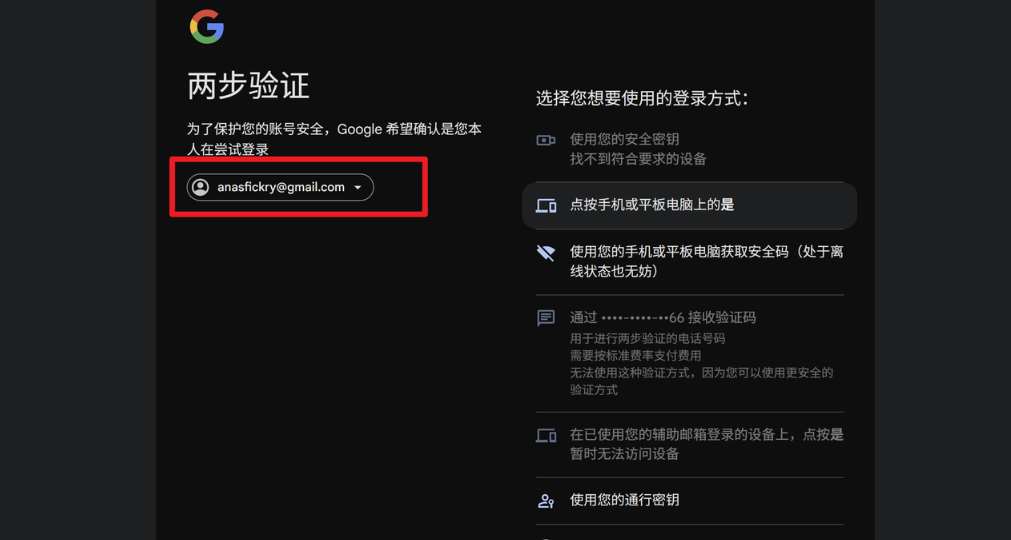 两步验证
为了保护您的账号安全，Google 希望确认是您本
人在尝试登录
anasfickry@gmail.com
选择您想要使用的登录方式：
使用您的安全密钥
找不到符合要求的设备
点按手机或平板电脑上的是
使用您的手机或平板电脑获取安全码（处于离
线状态也无妨）
通过 ••••-••••-••66 接收验证码
用于进行两步验证的电话号码
需要按标准费率支付费用
无法使用这种验证方式，因为您可以使用更安全的
验证方式
在已使用您的辅助邮箱登录的设备上，点按是
暂时无法访问设备
使用您的通行密钥